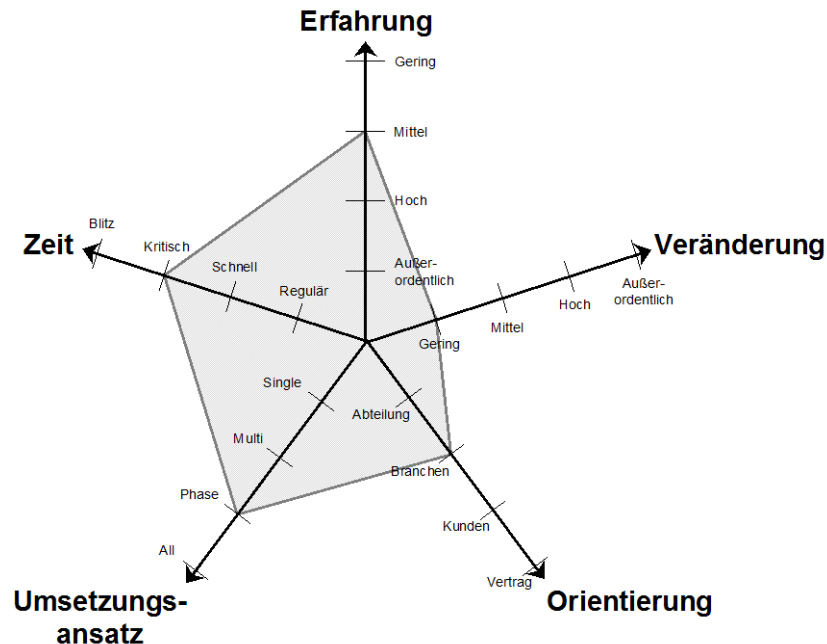 Erfahrung
Gering
Mittel
Hoch
Außer-
ordentlich
Zeit
Blitz
Kritisch
Schnell
Regulär
Veränderung
Außer-
ordentlich
Hoch
Mittel
Gering
Single
Multi
Phase
All
Umsetzungs-
ansatz
Abteilung
Branchen
Kunden
Vertrag
Orientierung